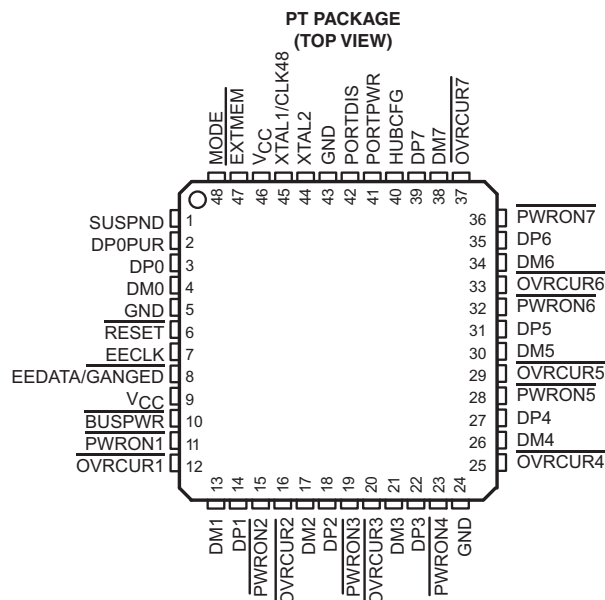 PT PACKAGE
(TOP VIEW)
MODE
EXTMEM
VCC
XTAL1/CLK48
XTAL2
GND
PORTDIS
PORTPWR
HUBCFG
DP7
DM7
OVRCUR7
48 47 46 45 44 43 42 41 40 39 38 37
SUSPND 1
DP0PUR 2
DP0 3
DM0 4
GND 5
RESET 6
EECLK 7
EEDATA/GANGED 8
VCC 9
BUSPWR 10
PWRON1 11
OVRCUR1 12
36 PWRON7
35 DP6
34 DM6
33 OVRCUR6
32 PWRON6
31 DP5
30 DM5
29 OVRCUR5
28 PWRON5
27 DP4
26 DM4
25 OVRCUR4
13 14 15 16 17 18 19 20 21 22 23 24
DM1
DP1
PWRON2
OVRCUR2
DM2
DP2
PWRON3
OVRCUR3
DM3
DP3
PWRON4
GND